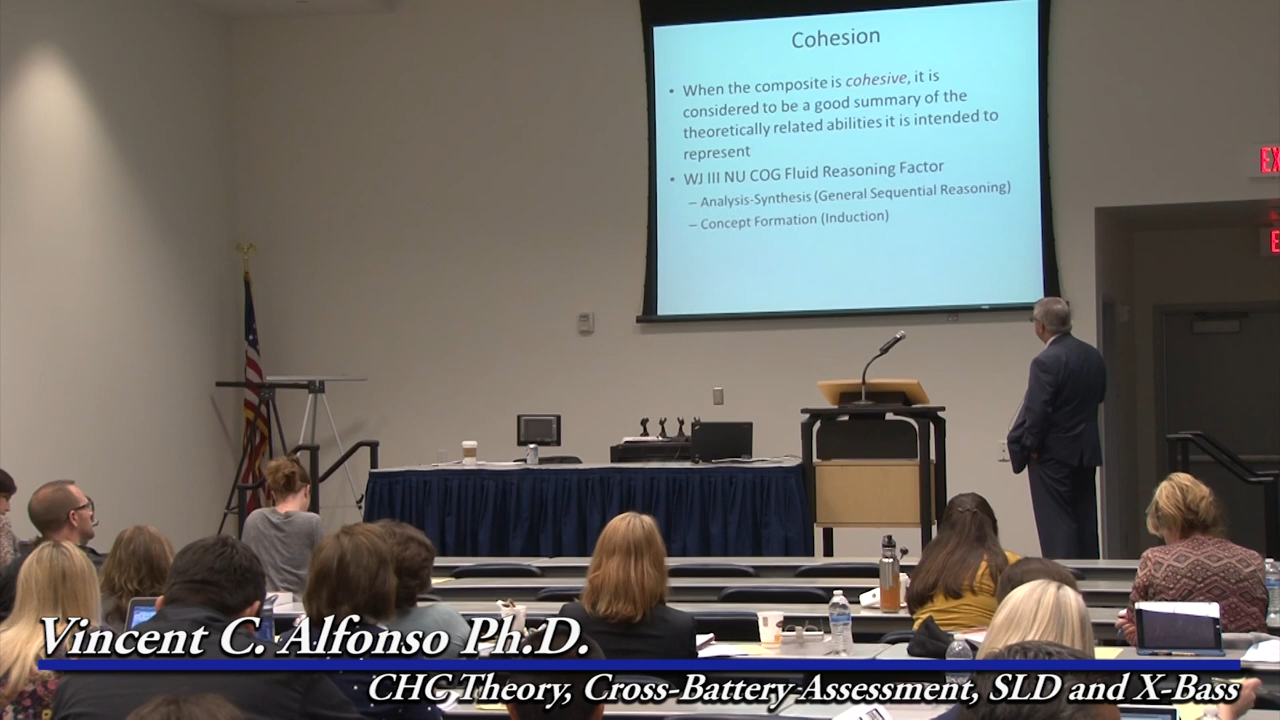 Cohesion
• When the composite is cohesive, it is
considered to be a good summary of the
theoretically related abilities it is intended to
represent
• WJ III NU COG Fluid Reasoning Factor
– Analysis-Synthesis (General Sequential Reasoning)
– Concept Formation (Induction)
EX
E
Vincent C. Alfonso Ph.D.
CHC Theory, Cross-Battery Assessment, SLD and X-Bass